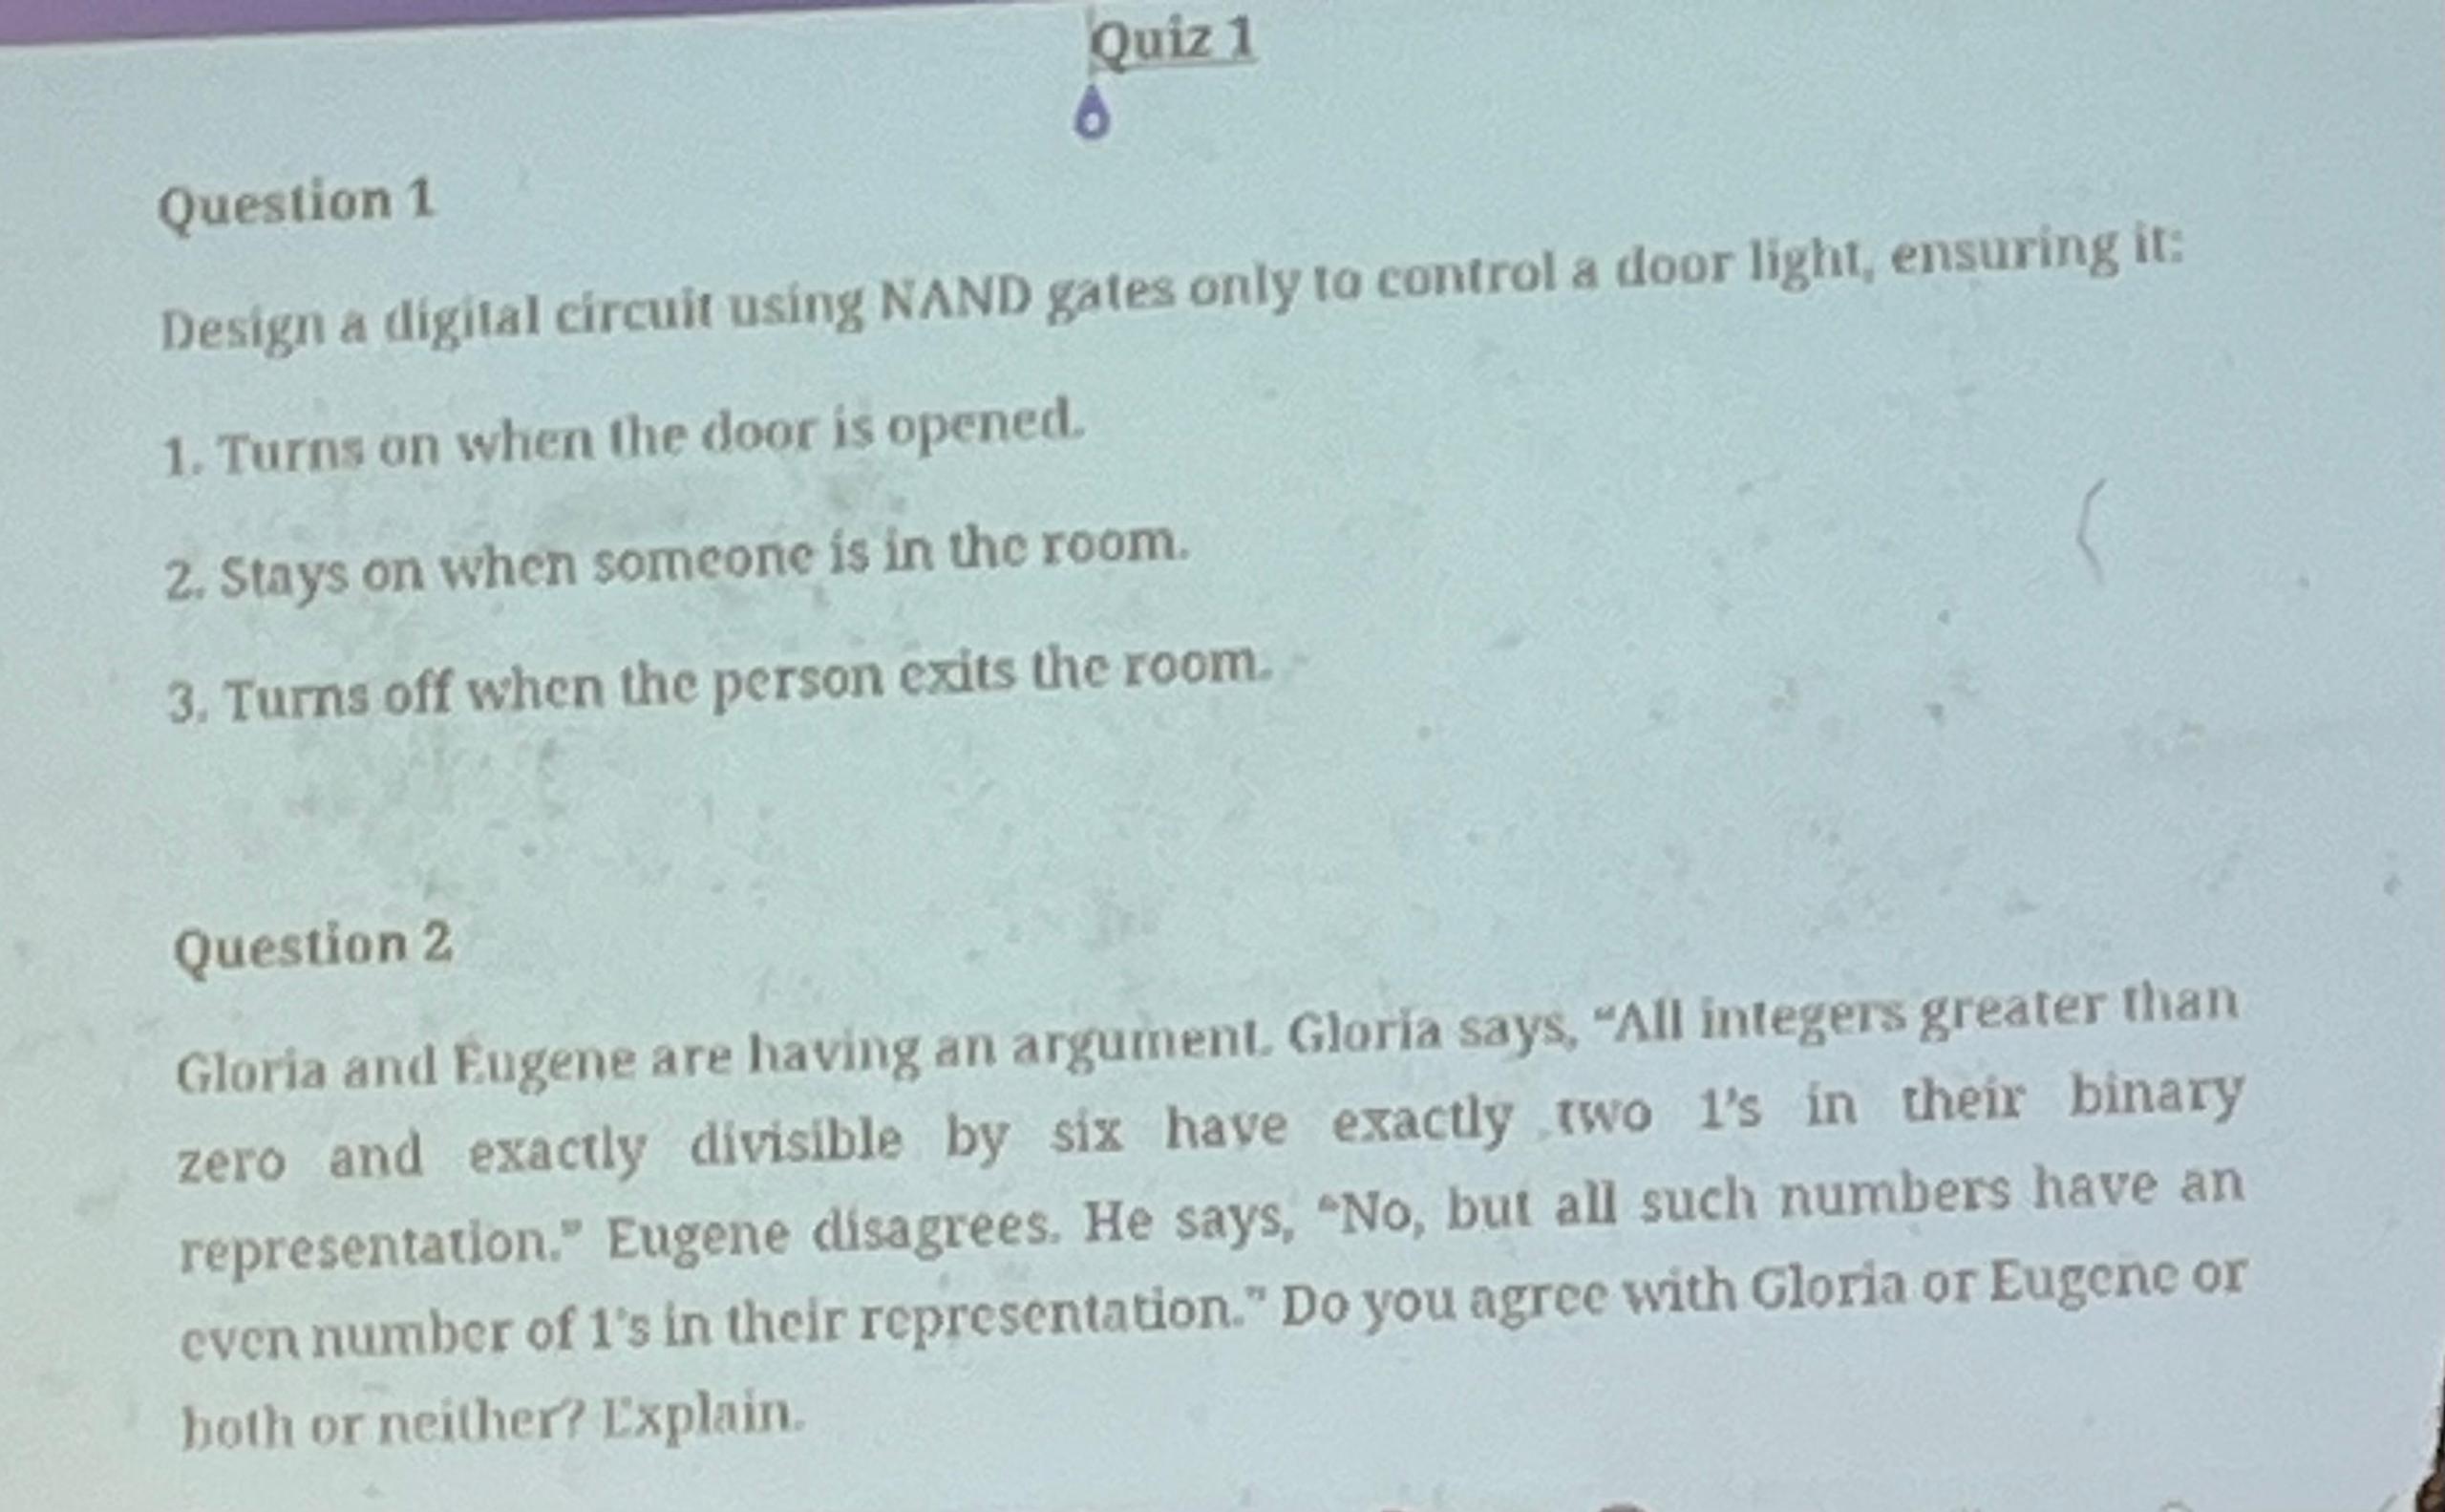 Quiz 1
Question 1
Design a digital circuit using NAND gates only to control a door light, ensuring it:
1. Turns on when the door is opened.
2. Stays on when someone is in the room.
3. Turns off when the person exits the room.
Question 2
Gloria and Eugene are having an argument. Gloria says, “All integers greater than
zero and exactly divisible by six have exactly two 1’s in their binary
representation.” Eugene disagrees. He says, “No, but all such numbers have an
even number of 1’s in their representation.” Do you agree with Gloria or Eugene or
both or neither? Explain.